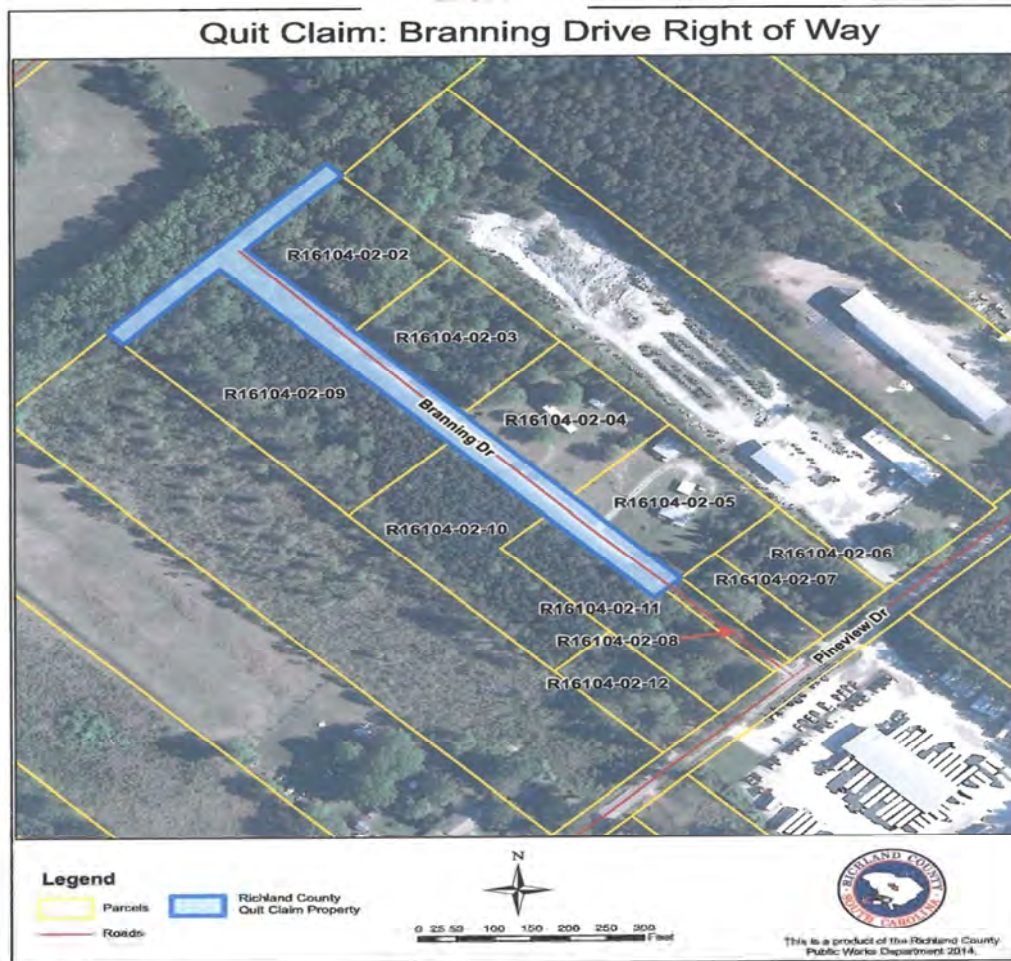 Quit Claim: Branning Drive Right of Way
R16104-02-02
R16104-02-03
R16104-02-09
R16104-02-04
Branning Dr
R16104-02-05
R16104-02-10
R16104-02-06
R16104-02-07
R16104-02-11
R16104-02-08
Pineview Dr
R16104-02-12
Legend
Parcels
Roads
Richland County
Quit Claim Property
N
0 25 50 100 150 200 250 300
Feet
RICHLAND COUNTY
SOUTH CAROLINA
This is a product of the Richland County
Public Works Department 2014.